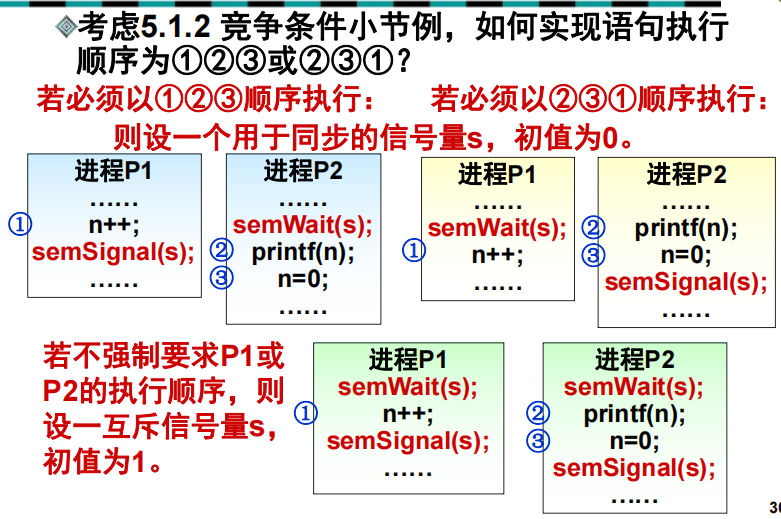 考虑5.1.2 竞争条件小节例，如何实现语句执行
顺序为①②③或②③①？
若必须以①②③顺序执行：
若必须以②③①顺序执行：
则设一个用于同步的信号量s，初值为0。
进程P1
……
① n++;
semSignal(s);
……
进程P2
……
semWait(s);
② printf(n);
③ n=0;
……
进程P1
……
semWait(s);
① n++;
……
进程P2
……
② printf(n);
③ n=0;
semSignal(s);
……
若不强制要求P1或
P2的执行顺序，则
设一互斥信号量s，
初值为1。
进程P1
semWait(s);
① n++;
semSignal(s);
……
进程P2
semWait(s);
② printf(n);
③ n=0;
semSignal(s);
……